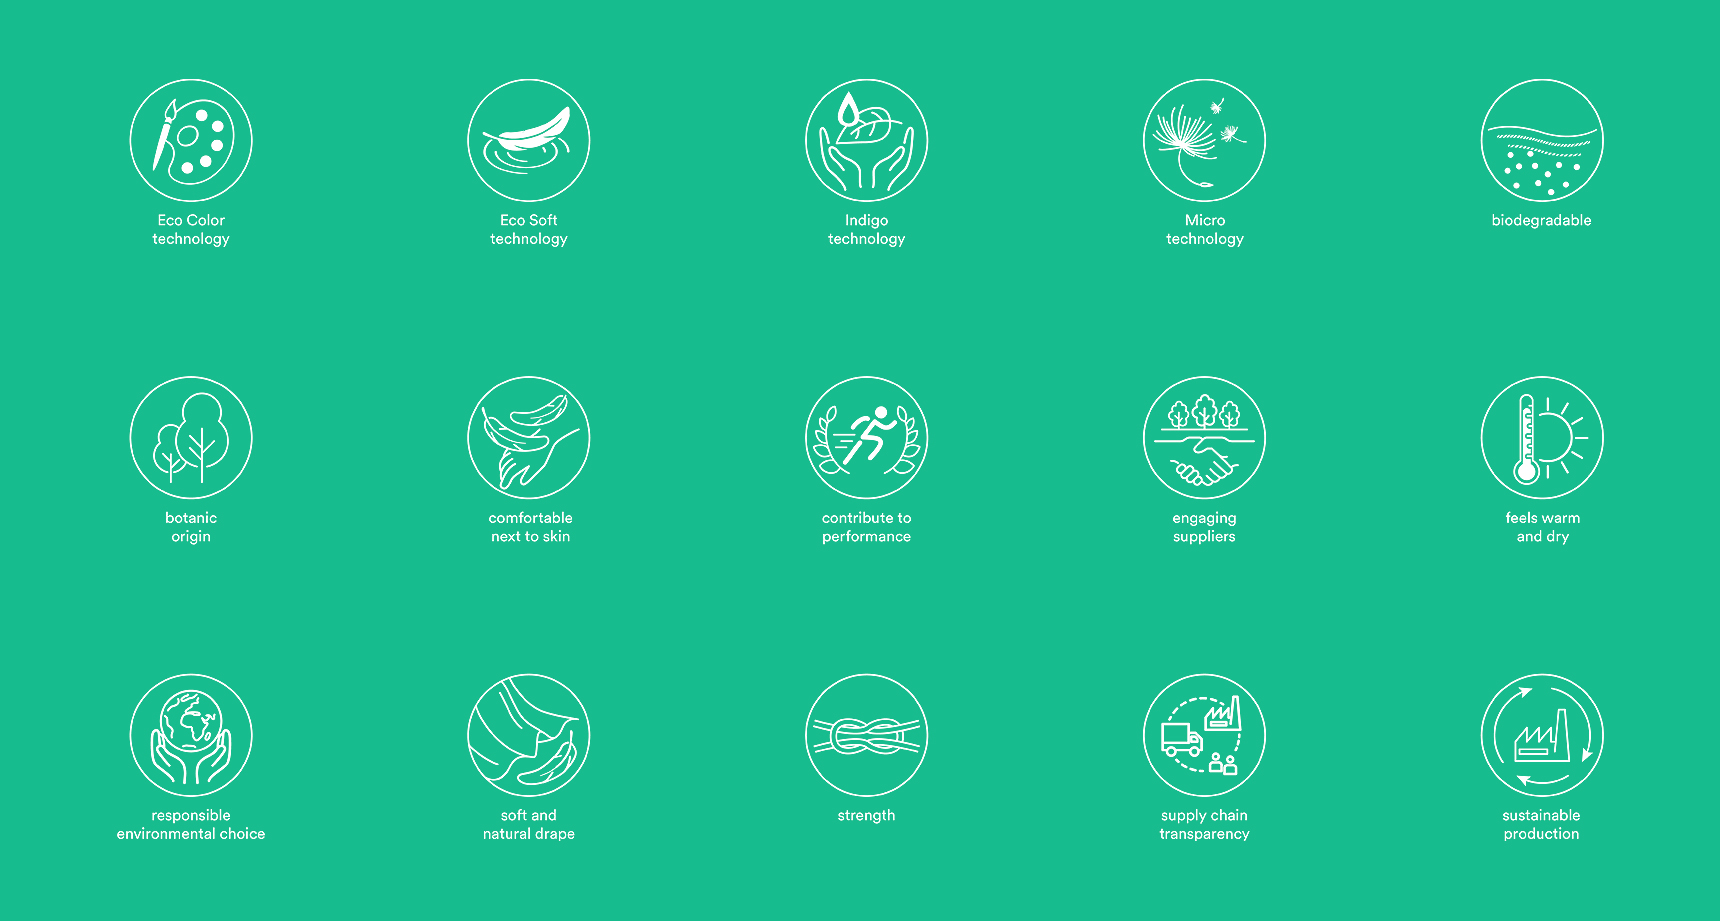 Eco Color
technology
Eco Soft
technology
Indigo
technology
Micro
technology
biodegradable
botanic
origin
comfortable
next to skin
contribute to
performance
engaging
suppliers
feels warm
and dry
responsible
environmental choice
soft and
natural drape
strength
supply chain
transparency
sustainable
production